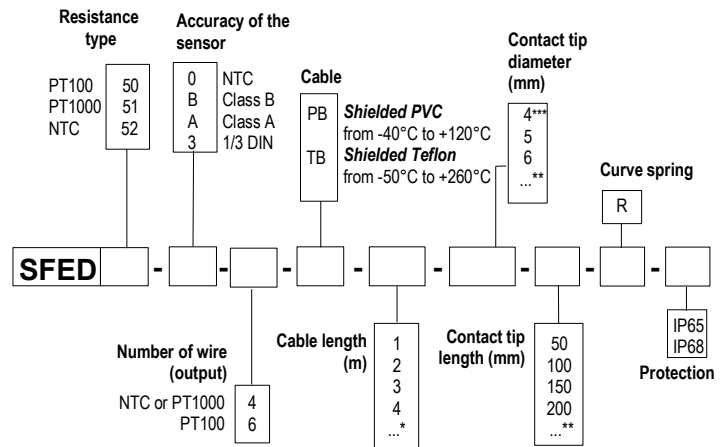 Resistance
type
PT100 50
PT1000 51
NTC 52
Accuracy of the
sensor
0 NTC
B Class B
A Class A
3 1/3 DIN
Cable
PB Shielded PVC
from -40°C to +120°C
TB Shielded Teflon
from -50°C to +260°C
Contact tip
diameter
(mm)
4***
5
6
...**
Curve spring
R
SFED - - - - - - - -
Number of wire
(output)
NTC or PT1000 4
PT100 6
Cable length
(m)
1
2
3
4
...*
Contact tip
length (mm)
50
100
150
200
...**
IP65
IP68
Protection